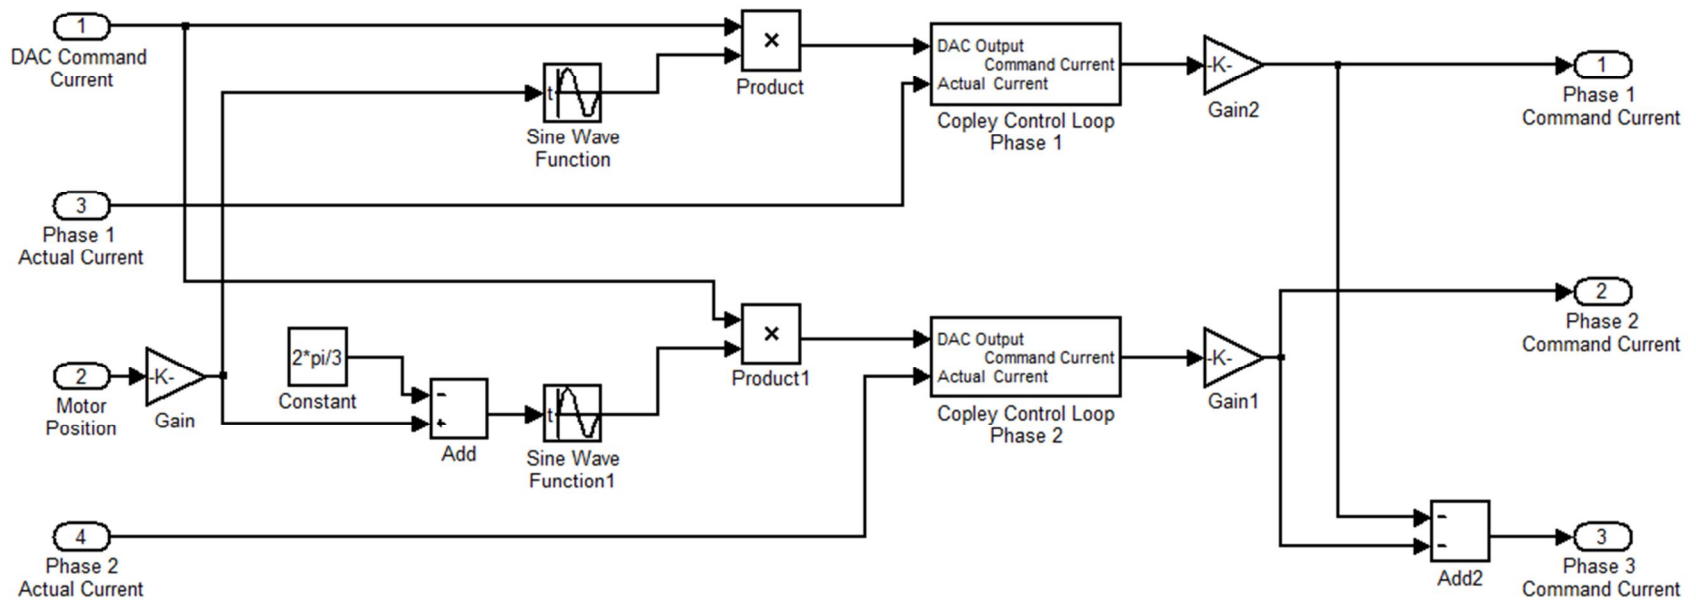 1
DAC Command
Current
t
Sine Wave
Function
×
Product
DAC Output
Command Current
Actual Current
Copley Control Loop
Phase 1
-K-
Gain2
1
Phase 1
Command Current
3
Phase 1
Actual Current
2
Motor
Position
-K-
Gain
2*pi/3
Constant
-
+
Add
t
Sine Wave
Function1
×
Product1
DAC Output
Command Current
Actual Current
Copley Control Loop
Phase 2
-K-
Gain1
2
Phase 2
Command Current
4
Phase 2
Actual Current
-
-
Add2
3
Phase 3
Command Current